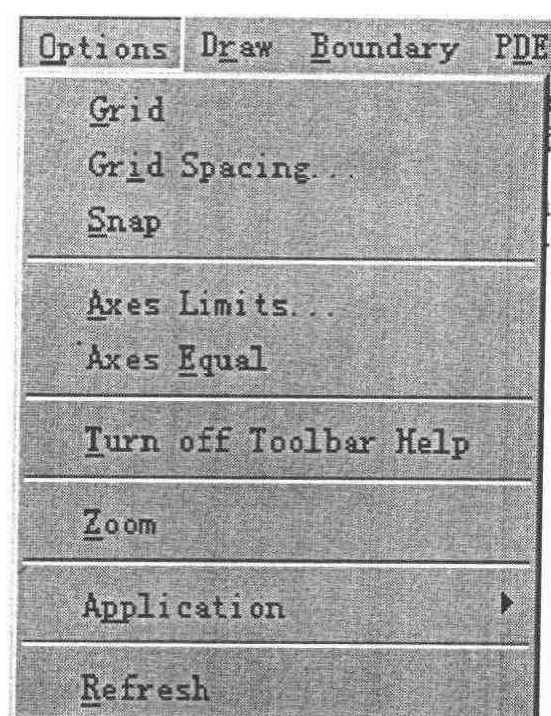 Options Draw Boundary PDE
Grid
Grid Spacing...
Snap
Axes Limits...
Axes Equal
Turn off Toolbar Help
Zoom
Application
Refresh